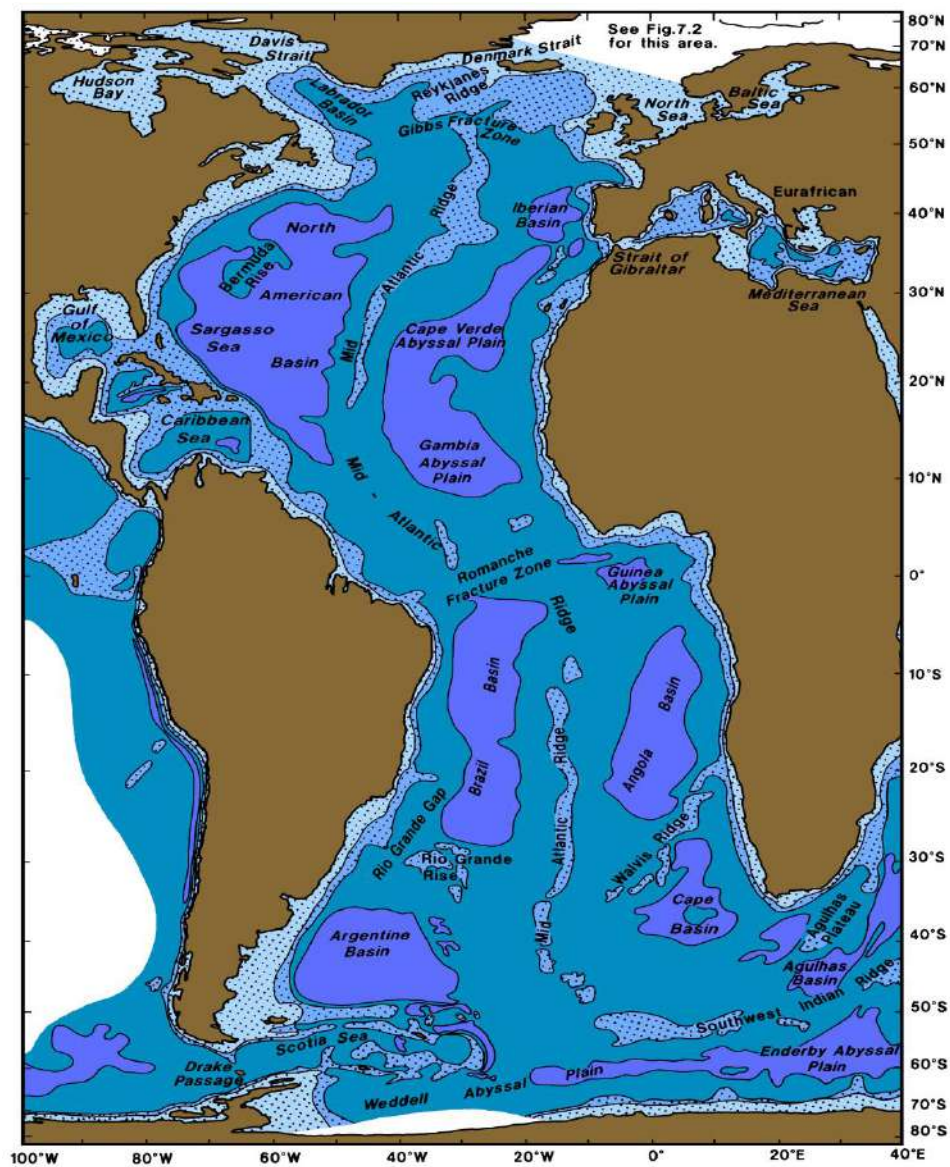 See Fig.7.2
for this area.
Davis
Strait
Denmark Strait
Hudson
Bay
Reykjanes
Ridge
Labrador
Basin
North
Sea
Baltic
Sea
Gibbs Fracture
Zone
Eurafrican
Mediterranean
Sea
Strait of
Gibraltar
Iberian
Basin
Mid
Atlantic
Ridge
North
American
Basin
Bermuda
Rise
Sargasso
Sea
Gulf
of
Mexico
Caribbean
Sea
Cape Verde
Abyssal Plain
Gambia
Abyssal
Plain
Mid -
Atlantic
Ridge
Romanche
Fracture Zone
Guinea
Abyssal
Plain
Brazil
Basin
Mid
Atlantic
Ridge
Angola
Basin
Rio Grande Gap
Rio Grande
Rise
Walvis Ridge
Cape
Basin
Agulhas
Plateau
Argentine
Basin
Agulhas
Basin
Southwest Indian Ridge
Scotia Sea
Drake
Passage
Weddell Abyssal Plain
Enderby Abyssal
Plain
80°N
70°N
60°N
50°N
40°N
30°N
20°N
10°N
0°
10°S
20°S
30°S
40°S
50°S
60°S
70°S
80°S
100°W
80°W
60°W
40°W
20°W
0°
20°E
40°E